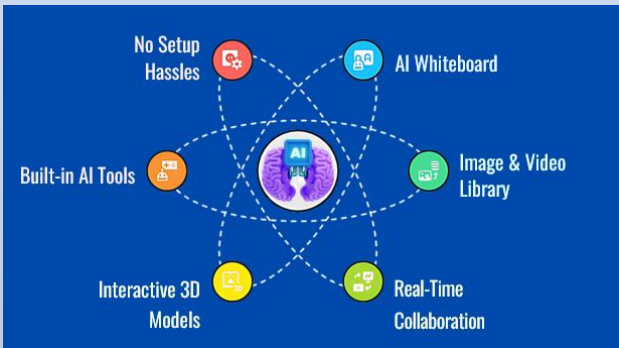 No Setup
Hassles
AI Whiteboard
Built-in AI Tools
AI
Image & Video
Library
Interactive 3D
Models
Real-Time
Collaboration